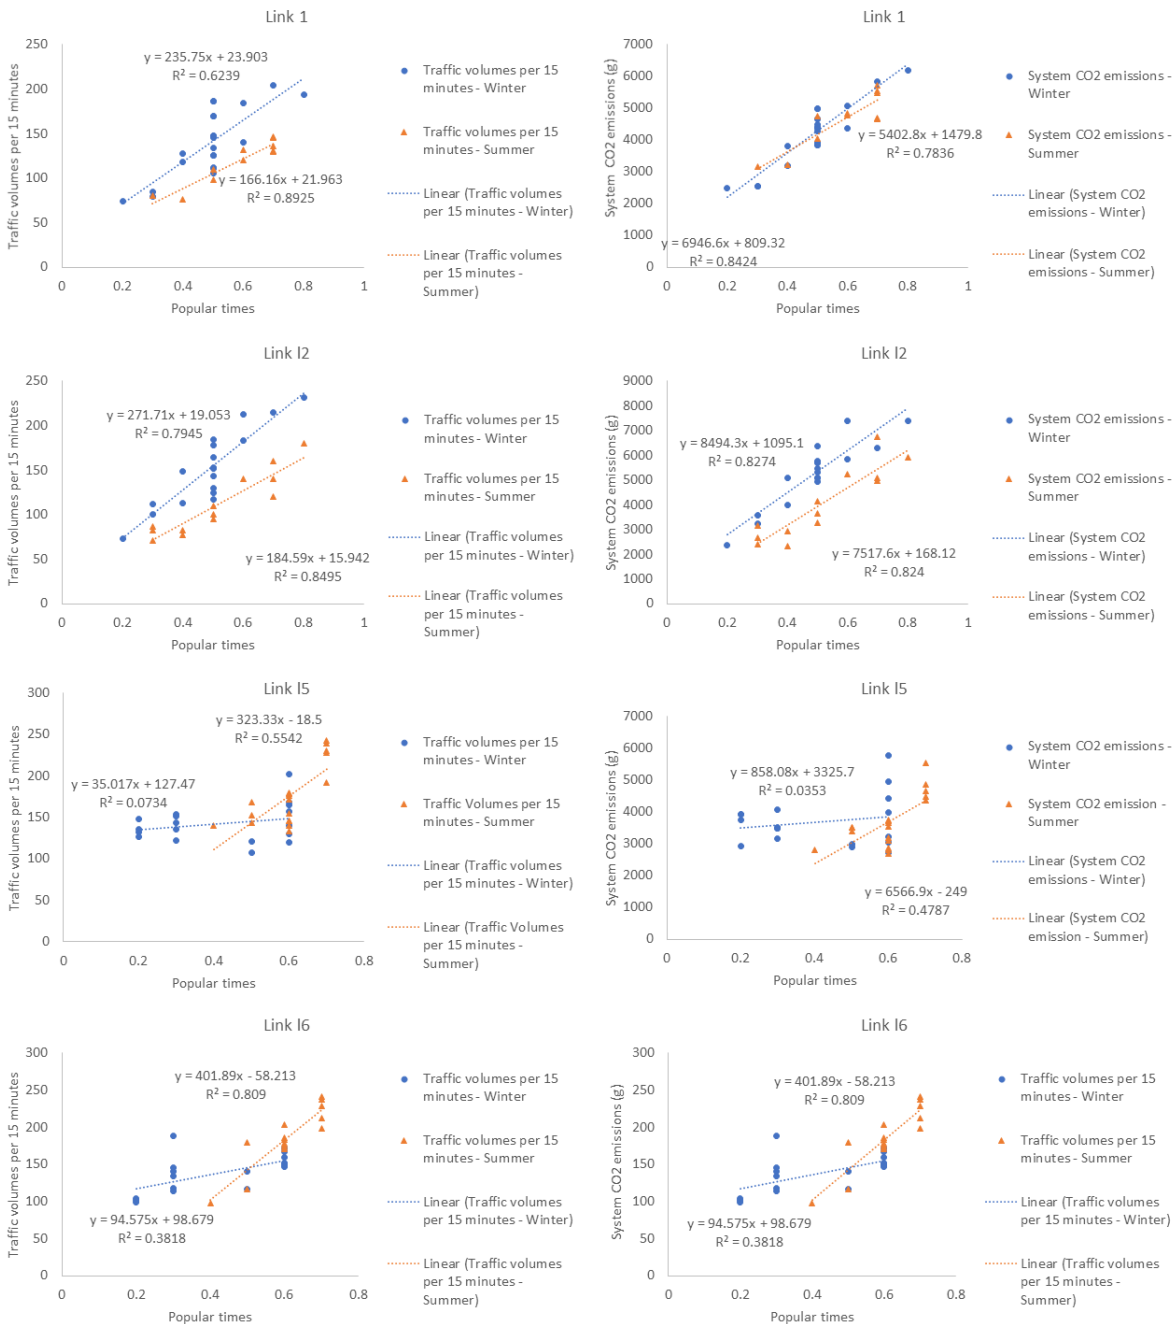 Link 1
Traffic volumes per 15 minutes
250
200
150
100
50
0
y = 235.75x + 23.903
R² = 0.6239
166.16x + 21.963
R² = 0.8925
0
0.2
0.4
0.6
0.8
1
Popular times
Traffic volumes per 15
minutes - Winter
Traffic volumes per 15
minutes - Summer
Linear (Traffic volumes
per 15 minutes - Winter)
Linear (Traffic volumes
per 15 minutes -
Summer)
Link 1
System CO2 emissions (g)
7000
6000
5000
4000
3000
2000
1000
0
5402.8x + 1479.8
R² = 0.7836
y = 6946.6x + 809.32
R² = 0.8424
0
0.2
0.4
0.6
0.8
1
Popular times
System CO2 emissions -
Winter
System CO2 emissions -
Summer
Linear (System CO2
emissions - Winter)
Linear (System CO2
emissions - Summer)
Link l2
Traffic volumes per 15 minutes
250
200
150
100
50
0
y = 271.71x + 19.053
R² = 0.7945
184.59x + 15.942
R² = 0.8495
0
0.2
0.4
0.6
0.8
1
Popular times
Traffic volumes per 15
minutes - Winter
Traffic volumes per 15
minutes - Summer
Linear (Traffic volumes
per 15 minutes - Winter)
Linear (Traffic volumes
per 15 minutes -
Summer)
Link l2
System CO2 emissions (g)
9000
8000
7000
6000
5000
4000
3000
2000
1000
0
y = 8494.3x + 1095.1
R² = 0.8274
y = 7517.6x + 168.12
R² = 0.824
0
0.2
0.4
0.6
0.8
1
Popular times
System CO2 emissions -
Winter
System CO2 emissions -
Summer
Linear (System CO2
emissions - Winter)
Linear (System CO2
emissions - Summer)
Link l5
Traffic volumes per 15 minutes
300
250
200
150
100
50
0
y = 323.33x - 18.5
R² = 0.5542
y = 35.017x + 127.47
R² = 0.0734
0
0.2
0.4
0.6
0.8
Popular times
Traffic volumes per 15
minutes - Winter
Traffic Volumes per 15
minutes - Summer
Linear (Traffic volumes
per 15 minutes - Winter)
Linear (Traffic Volumes
per 15 minutes -
Summer)
Link l5
System CO2 emissions (g)
7000
6000
5000
4000
3000
2000
1000
0
y = 858.08x + 3325.7
R² = 0.0353
y = 6566.9x - 249
R² = 0.4787
0
0.2
0.4
0.6
0.8
Popular times
System CO2 emissions -
Winter
System CO2 emission -
Summer
Linear (System CO2
emissions - Winter)
Linear (System CO2
emission - Summer)
Link l6
Traffic volumes per 15 minutes
300
250
200
150
100
50
0
y = 401.89x - 58.213
R² = 0.809
y = 94.575x + 98.679
R² = 0.3818
0
0.2
0.4
0.6
0.8
Popular times
Traffic volumes per 15
minutes - Winter
Traffic volumes per 15
minutes - Summer
Linear (Traffic volumes
per 15 minutes - Winter)
Linear (Traffic volumes
per 15 minutes -
Summer)
Link l6
System CO2 emissions (g)
300
250
200
150
100
50
0
y = 401.89x - 58.213
R² = 0.809
y = 94.575x + 98.679
R² = 0.3818
0
0.2
0.4
0.6
0.8
Popular times
Traffic volumes per 15
minutes - Winter
Traffic volumes per 15
minutes - Summer
Linear (Traffic volumes
per 15 minutes - Winter)
Linear (Traffic volumes
per 15 minutes -
Summer)